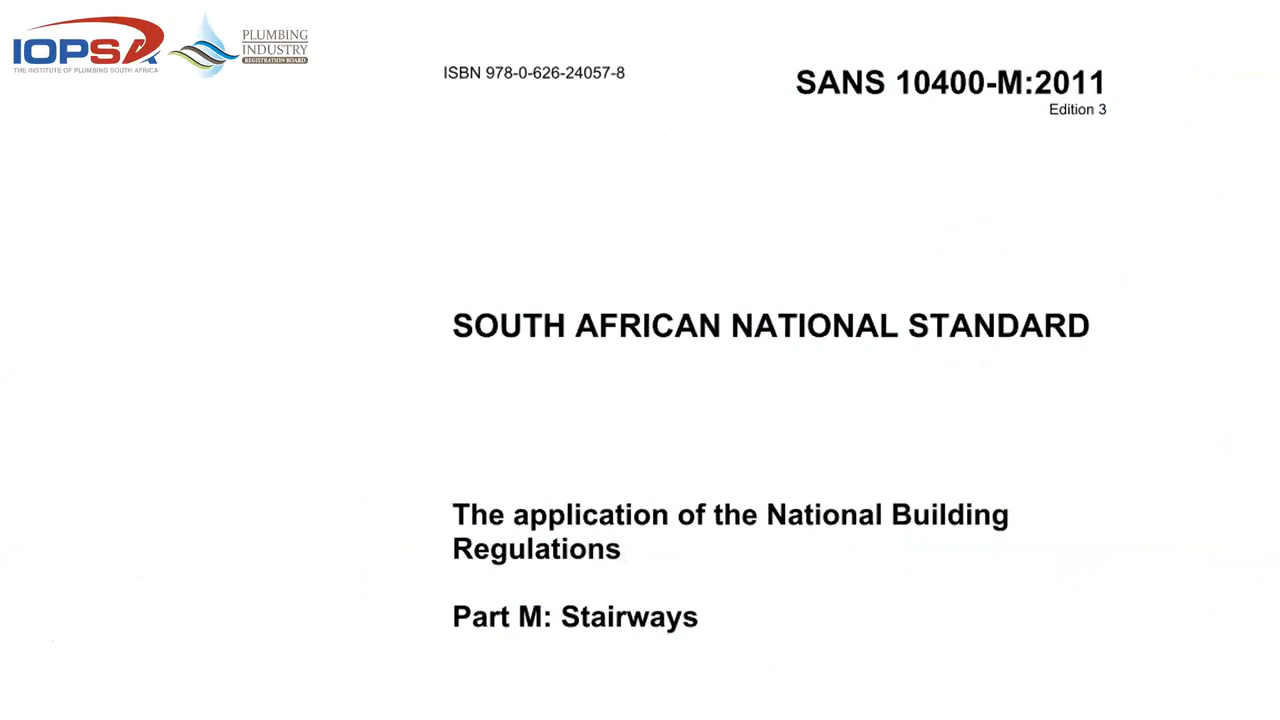 IOPSA
THE INSTITUTE OF PLUMBING SOUTH AFRICA
PLUMBING
INDUSTRY
REGISTRATION BOARD
ISBN 978-0-626-24057-8
SANS 10400-M:2011
Edition 3
SOUTH AFRICAN NATIONAL STANDARD
The application of the National Building
Regulations
Part M: Stairways